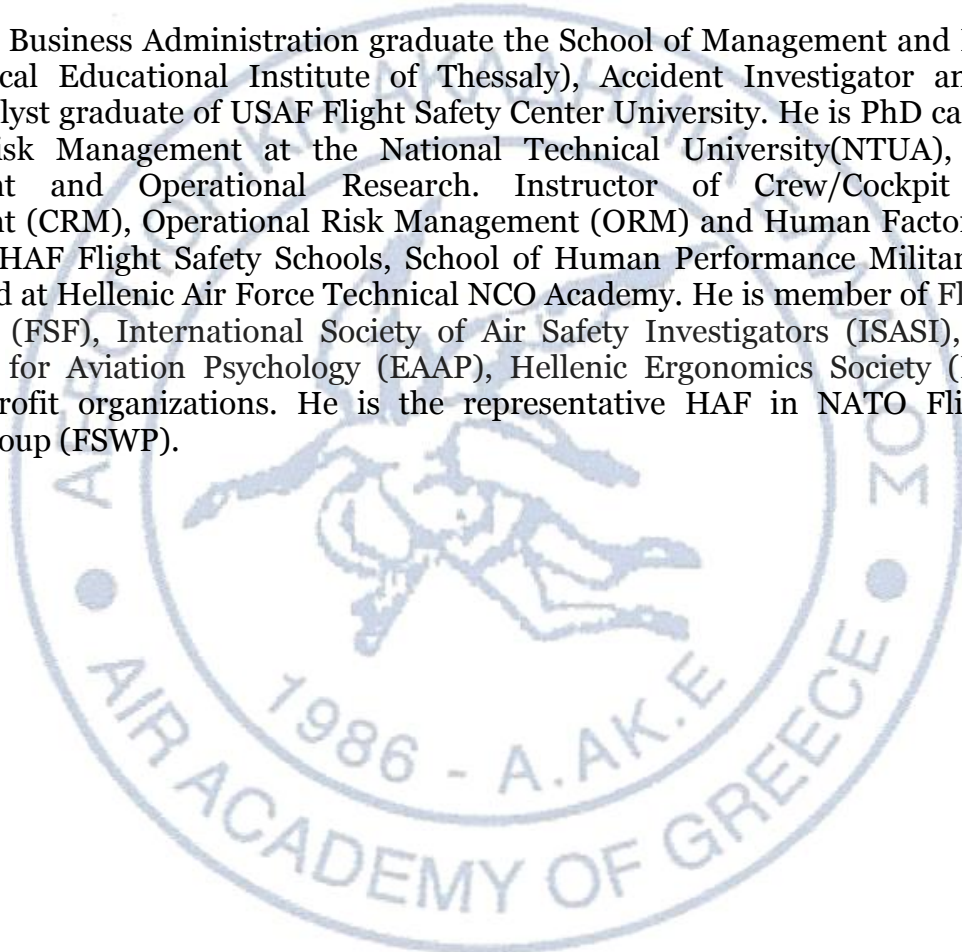 Business Administration graduate the School of Management and
cal Educational Institute of Thessaly), Accident Investigator an
lyst graduate of USAF Flight Safety Center University. He is PhD ca
isk Management at the National Technical University(NTUA),
nt and Operational Research. Instructor of Crew/Cockpit
nt (CRM), Operational Risk Management (ORM) and Human Factor
HAF Flight Safety Schools, School of Human Performance Militar
d at Hellenic Air Force Technical NCO Academy. He is member of Fl
(FSF), International Society of Air Safety Investigators (ISASI),
for Aviation Psychology (EAAP), Hellenic Ergonomics Society (
rofit organizations. He is the representative HAF in NATO Fli
oup (FSWP).
1986 - A.AK.E
AIR ACADEMY OF GREECE